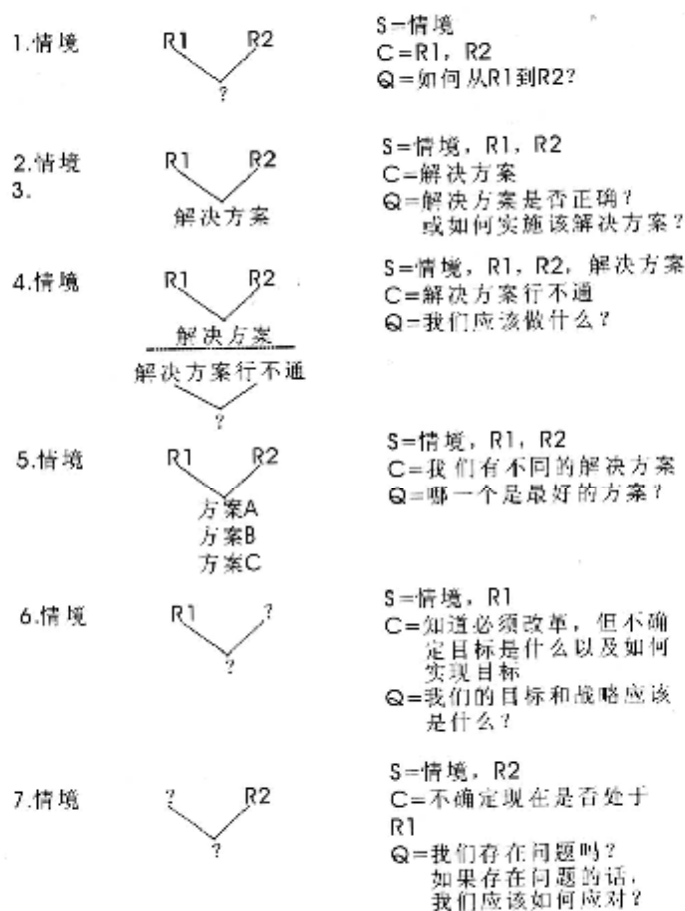 1.情境
R1 R2
?
S=情境
C=R1，R2
Q=如何从R1到R2？
2.情境
3.
R1 R2
解决方案
S=情境，R1，R2
C=解决方案
Q=解决方案是否正确？
或如何实施该解决方案？
4.情境
R1 R2
解决方案
解决方案行不通
?
S=情境，R1，R2，解决方案
C=解决方案行不通
Q=我们应该做什么？
5.情境
R1 R2
方案A
方案B
方案C
S=情境，R1，R2
C=我们有不同的解决方案
Q=哪一个是最好的方案？
6.情境
R1 ?
?
S=情境，R1
C=知道必须改革，但不确
定目标是什么以及如何
实现目标
Q=我们的目标和战略应该
是什么？
7.情境
? R2
?
S=情境，R2
C=不确定现在是否处于
R1
Q=我们存在问题吗？
如果存在问题的话，
我们应该如何应对？